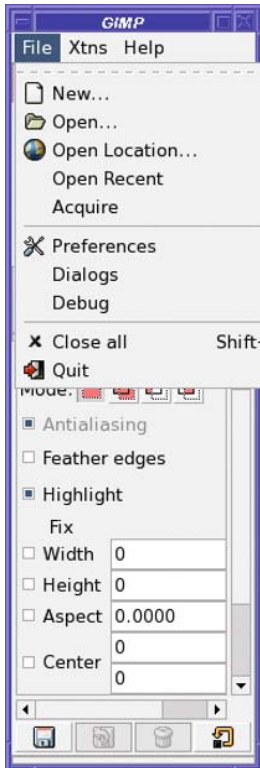 GIMP
File Xtns Help
New...
Open...
Open Location...
Open Recent
Acquire
Preferences
Dialogs
Debug
Close all Shift-
Quit
Mode:
Antialiasing
Feather edges
Highlight
Fix
Width 0
Height 0
Aspect 0.0000
0
Center
0